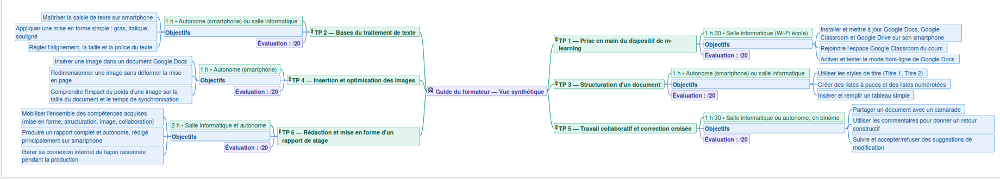 Guide du formateur — Vue synthétique
TP 1 — Prise en main du dispositif de m-
learning
1 h 30 • Salle informatique (Wi-Fi école)
Objectifs
Installer et mettre à jour Google Docs, Google
Classroom et Google Drive sur son smartphone
Rejoindre l'espace Google Classroom du cours
Activer et tester le mode hors-ligne de Google Docs
Évaluation : /20
TP 2 — Bases du traitement de texte
1 h • Autonome (smartphone) ou salle informatique
Objectifs
Maîtriser la saisie de texte sur smartphone
Appliquer une mise en forme simple : gras, italique,
souligné
Régler l'alignement, la taille et la police du texte
Évaluation : /20
TP 3 — Structuration d'un document
1 h • Autonome (smartphone) ou salle informatique
Objectifs
Utiliser les styles de titre (Titre 1, Titre 2)
Créer des listes à puces et des listes numérotées
Insérer et remplir un tableau simple
Évaluation : /20
TP 4 — Insertion et optimisation des images
1 h • Autonome (smartphone)
Objectifs
Insérer une image dans un document Google Docs
Redimensionner une image sans déformer la mise
en page
Comprendre l'impact du poids d'une image sur la
taille du document et le temps de synchronisation
Évaluation : /20
TP 5 — Travail collaboratif et correction croisée
1 h 30 • Salle informatique ou autonome, en binôme
Objectifs
Partager un document avec un camarade
Utiliser les commentaires pour donner un retour
constructif
Suivre et accepter/refuser des suggestions de
modification
Évaluation : /20
TP 6 — Rédaction et mise en forme d'un
rapport de stage
2 h • Salle informatique et autonome
Objectifs
Mobiliser l'ensemble des compétences acquises
(mise en forme, structuration, image, collaboration)
Produire un rapport complet et autonome, rédigé
principalement sur smartphone
Gérer sa connexion internet de façon raisonnée
pendant la production
Évaluation : /20